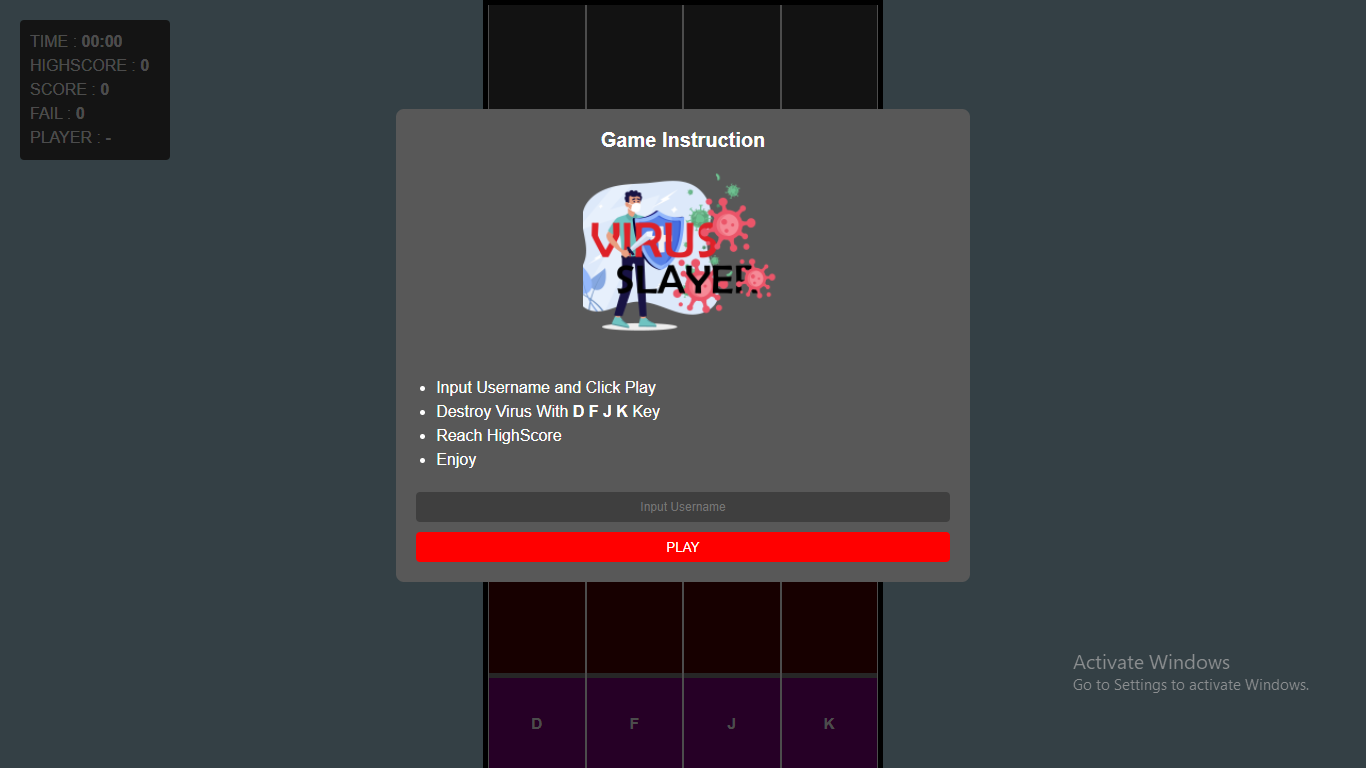 TIME : 00:00
HIGHSCORE : 0
SCORE : 0
FAIL : 0
PLAYER : -
Game Instruction
VIRUS
SLAYER
Input Username and Click Play
Destroy Virus With D F J K Key
Reach HighScore
Enjoy
Input Username
PLAY
Activate Windows
Go to Settings to activate Windows.
D F J K